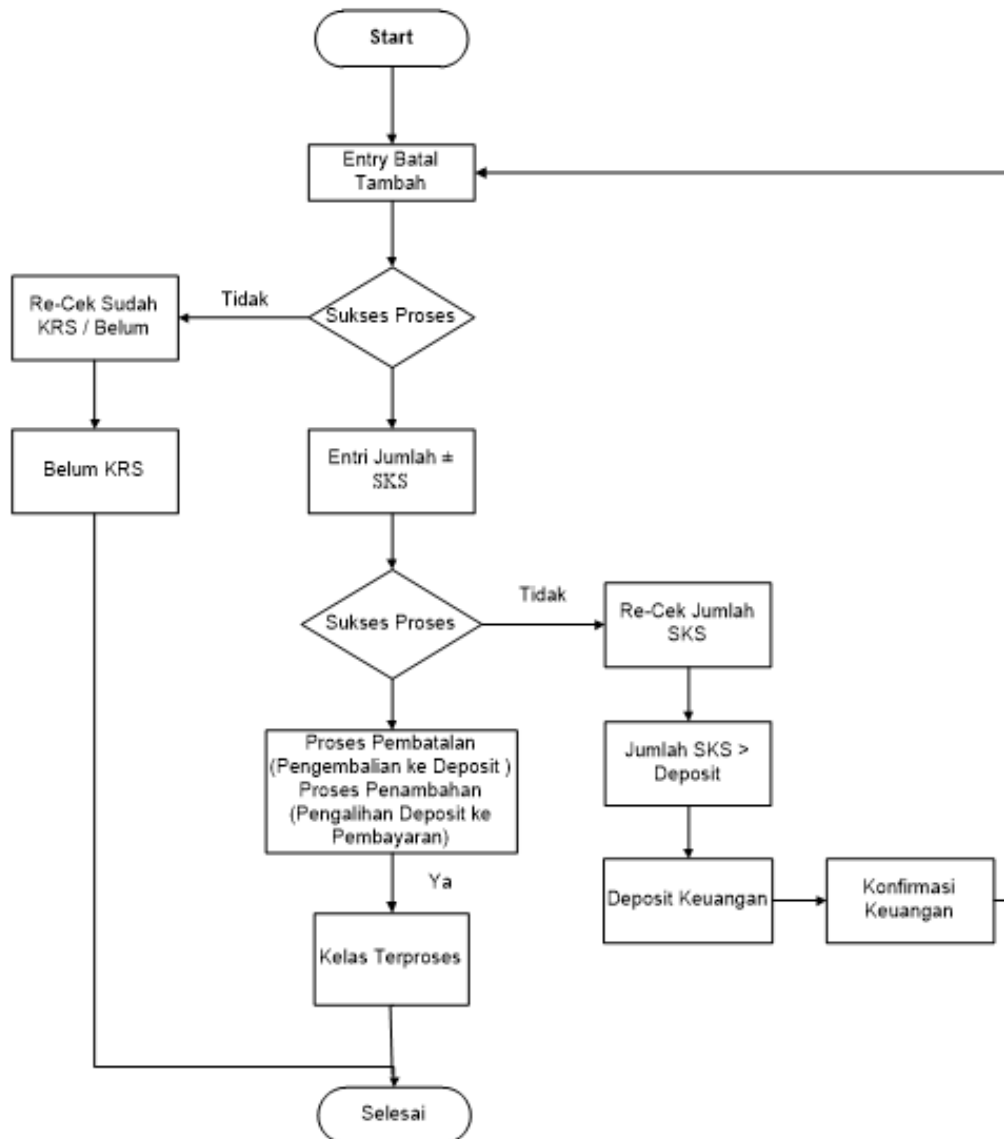 Start
Entry Batal
Tambah
Sukses Proses
Tidak
Re-Cek Sudah
KRS / Belum
Belum KRS
Entri Jumlah ±
SKS
Sukses Proses
Tidak
Re-Cek Jumlah
SKS
Jumlah SKS >
Deposit
Deposit Keuangan
Konfirmasi
Keuangan
Proses Pembatalan
(Pengembalian ke Deposit )
Proses Penambahan
(Pengalihan Deposit ke
Pembayaran)
Ya
Kelas Terproses
Selesai